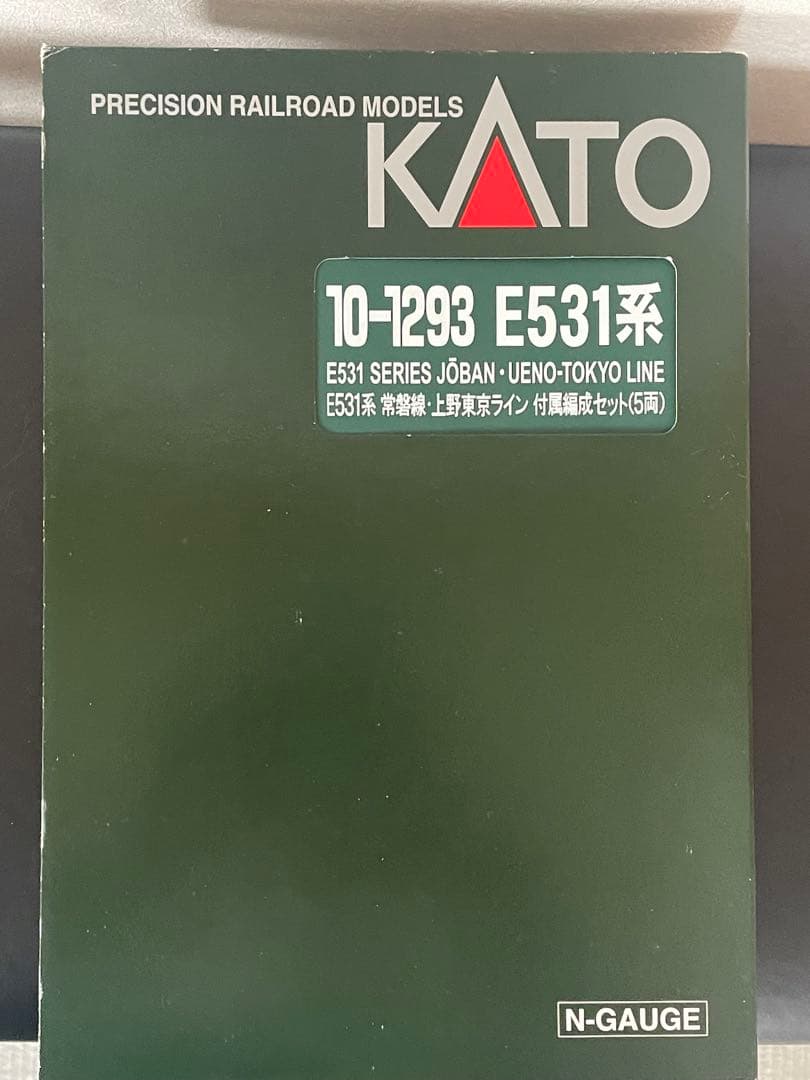 PRECISION RAILROAD MODELS
KATO
10-1293 E531系
E531 SERIES JŌBAN・UENO-TOKYO LINE
E531系 常磐線・上野東京ライン 付属編成セット(5両)
N-GAUGE